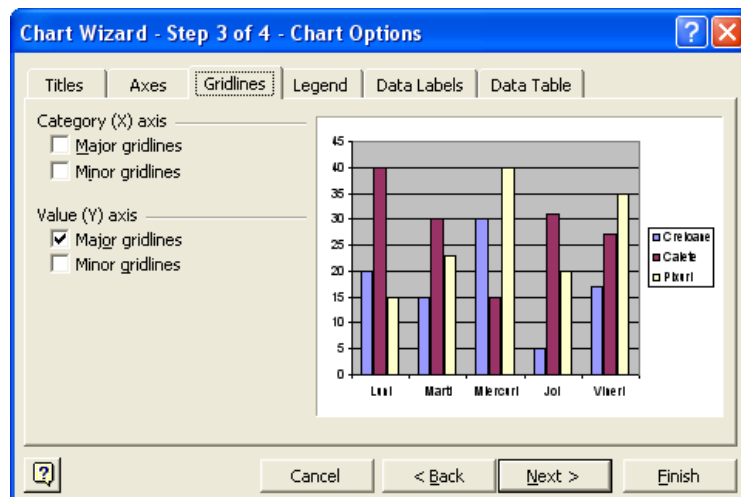 Chart Wizard - Step 3 of 4 - Chart Options
Titles Axes Gridlines Legend Data Labels Data Table
Category (X) axis
Major gridlines
Minor gridlines
Value (Y) axis
Major gridlines
Minor gridlines
45
40
35
30
25
20
15
10
5
0
Luni Marti Miercuri Joi Vineri
Creioane
Caiete
Pixuri
Cancel < Back Next > Finish